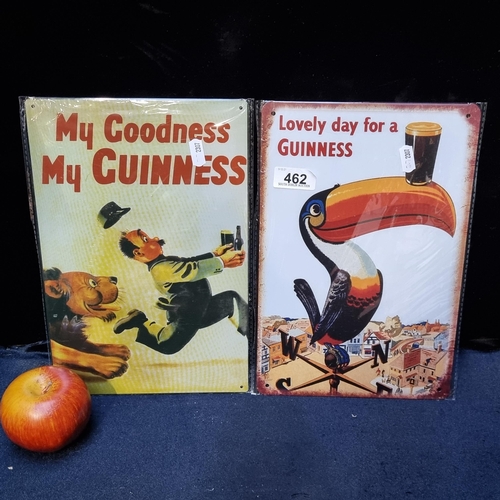 My Goodness
My GUINNESS
Lovely day for a
GUINNESS
462
W
N
S